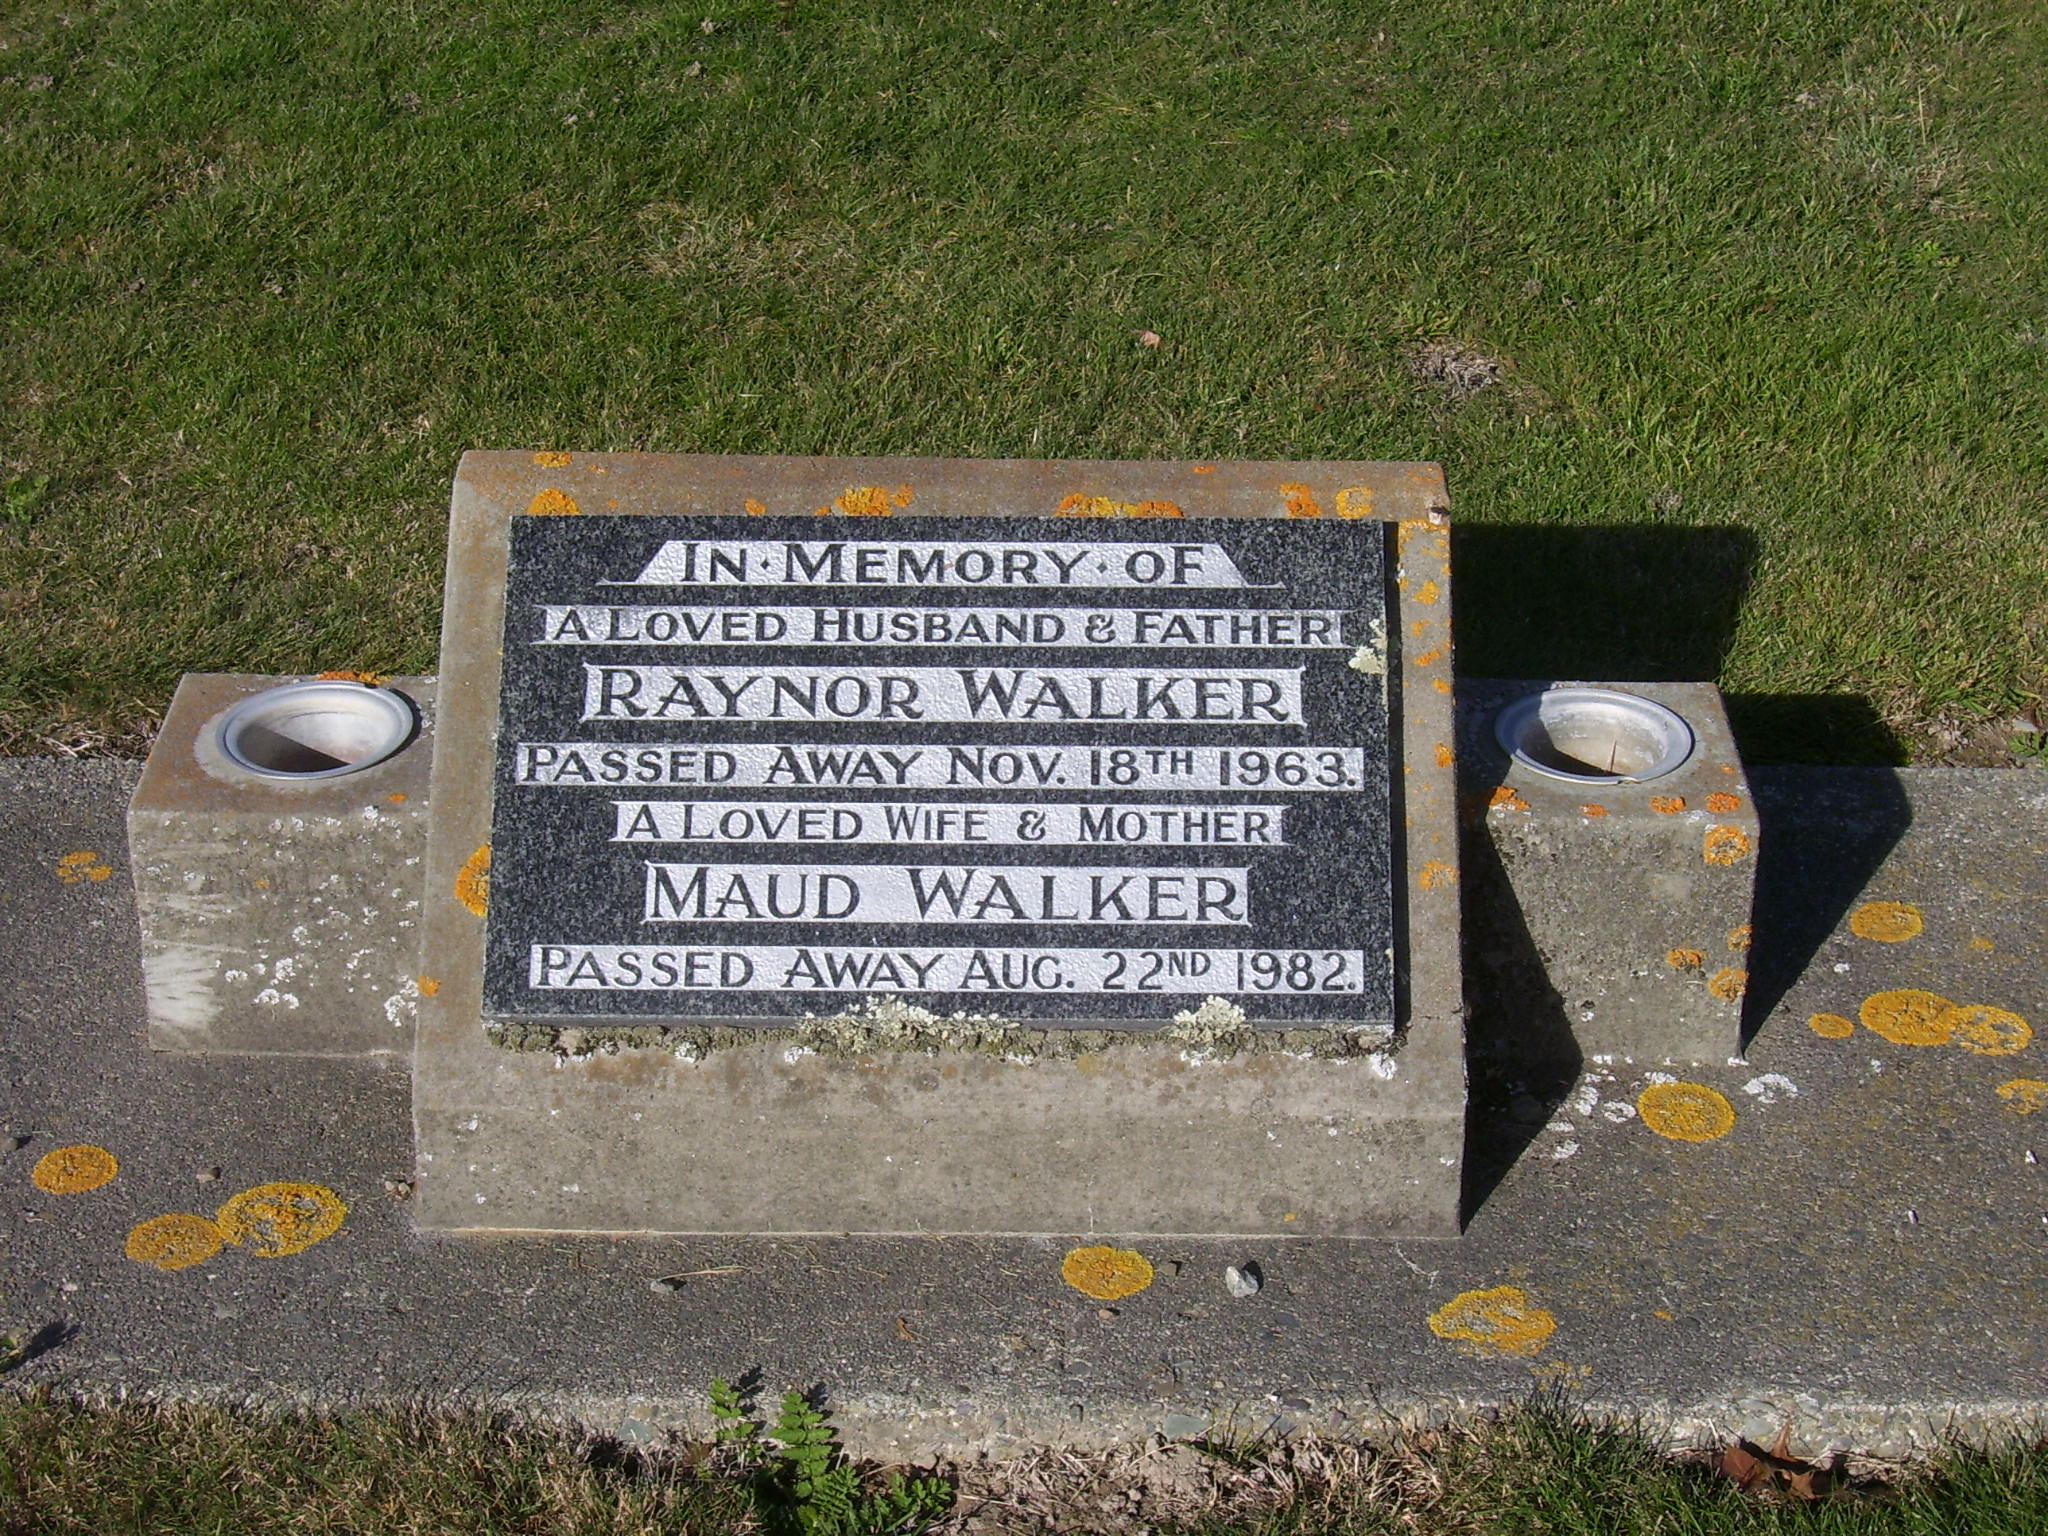 In · Memory · of
A Loved Husband & Father
Raynor Walker
Passed Away Nov. 18th 1963.
A Loved Wife & Mother
Maud Walker
Passed Away Aug. 22nd 1982.